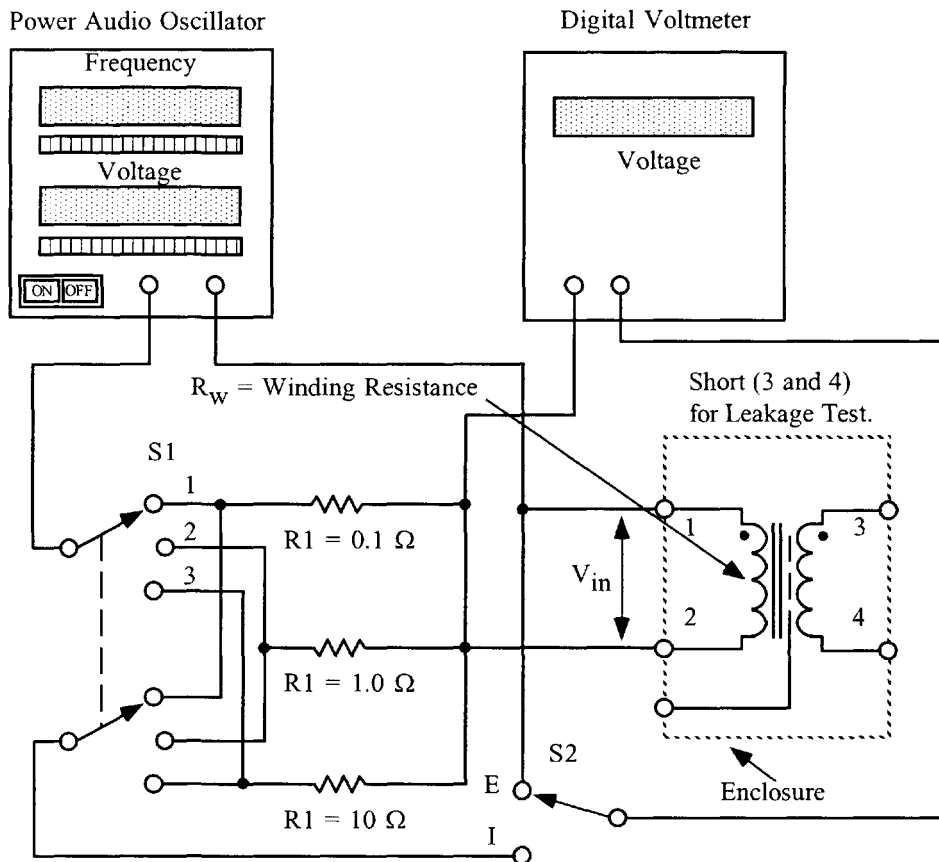 Power Audio Oscillator
Digital Voltmeter
Frequency
Voltage
ON OFF
Voltage
R_W = Winding Resistance
Short (3 and 4)
for Leakage Test.
S1
1
2
3
R1 = 0.1 Ω
R1 = 1.0 Ω
R1 = 10 Ω
V_in
1
2
3
4
S2
E
I
Enclosure